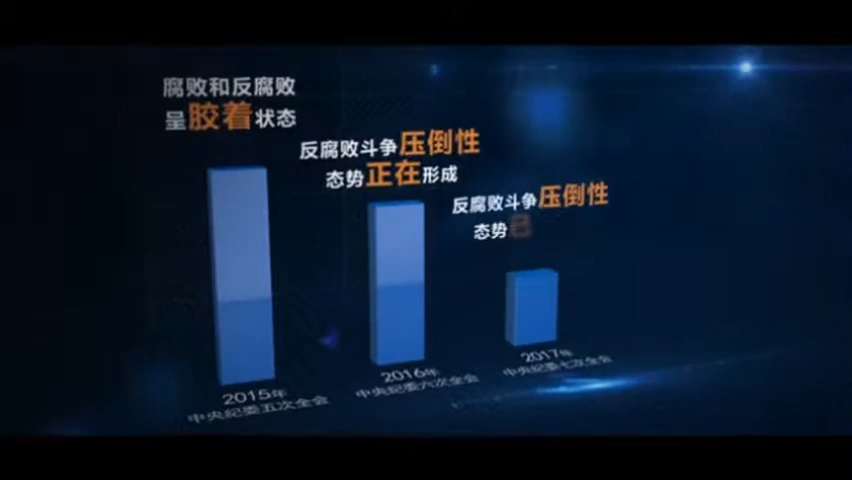 腐败和反腐败
呈胶着状态
反腐败斗争压倒性
态势正在形成
反腐败斗争压倒性
态势
2015年
中央纪委五次全会
2016年
中央纪委六次全会
2017年
中央纪委七次全会